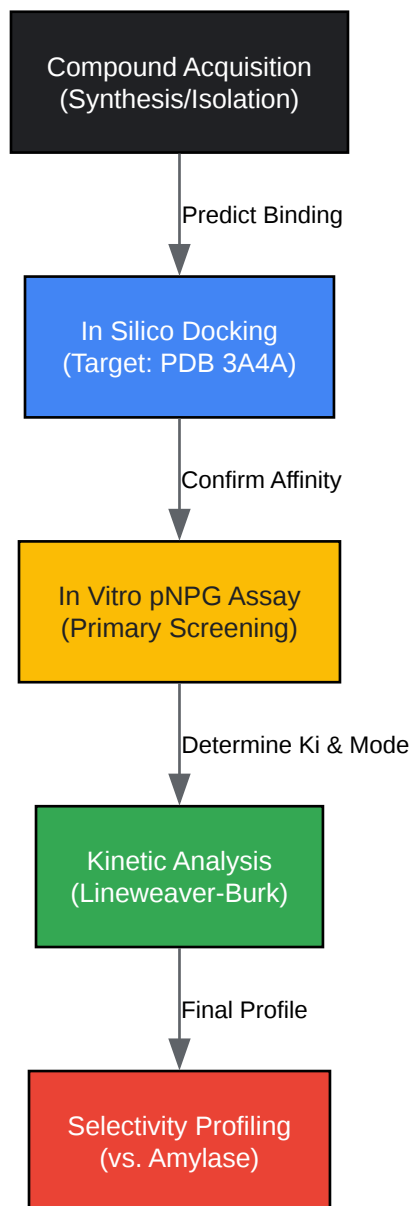 Compound Acquisition
(Synthesis/Isolation)
Predict Binding
In Silico Docking
(Target: PDB 3A4A)
Confirm Affinity
In Vitro pNPG Assay
(Primary Screening)
Determine Ki & Mode
Kinetic Analysis
(Lineweaver-Burk)
Final Profile
Selectivity Profiling
(vs. Amylase)